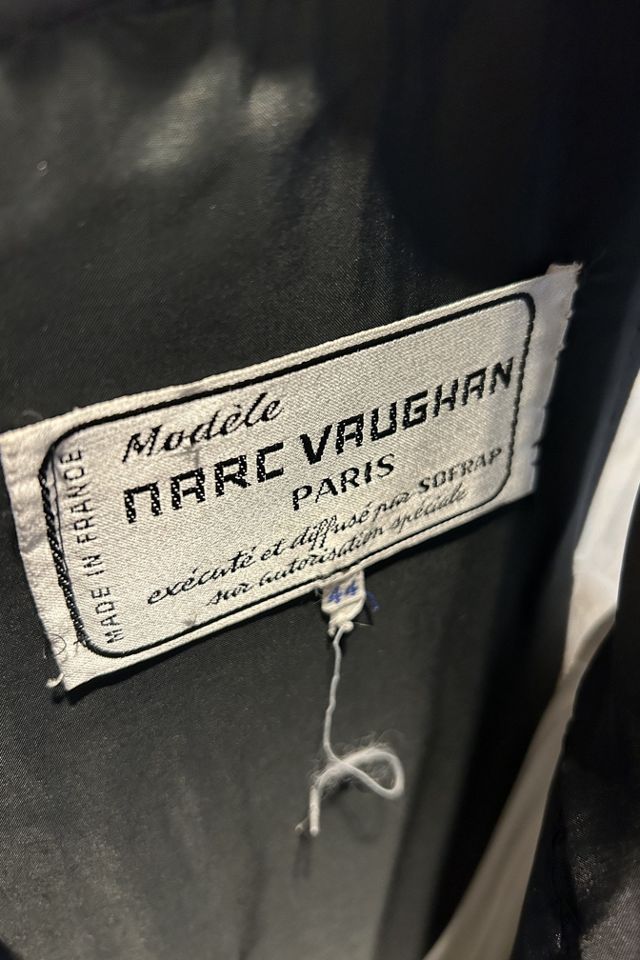 Modèle
MARC VAUGHAN
PARIS
exécuté et diffusé par SOFRAP
sur autorisation spéciale
MADE IN FRANCE
44